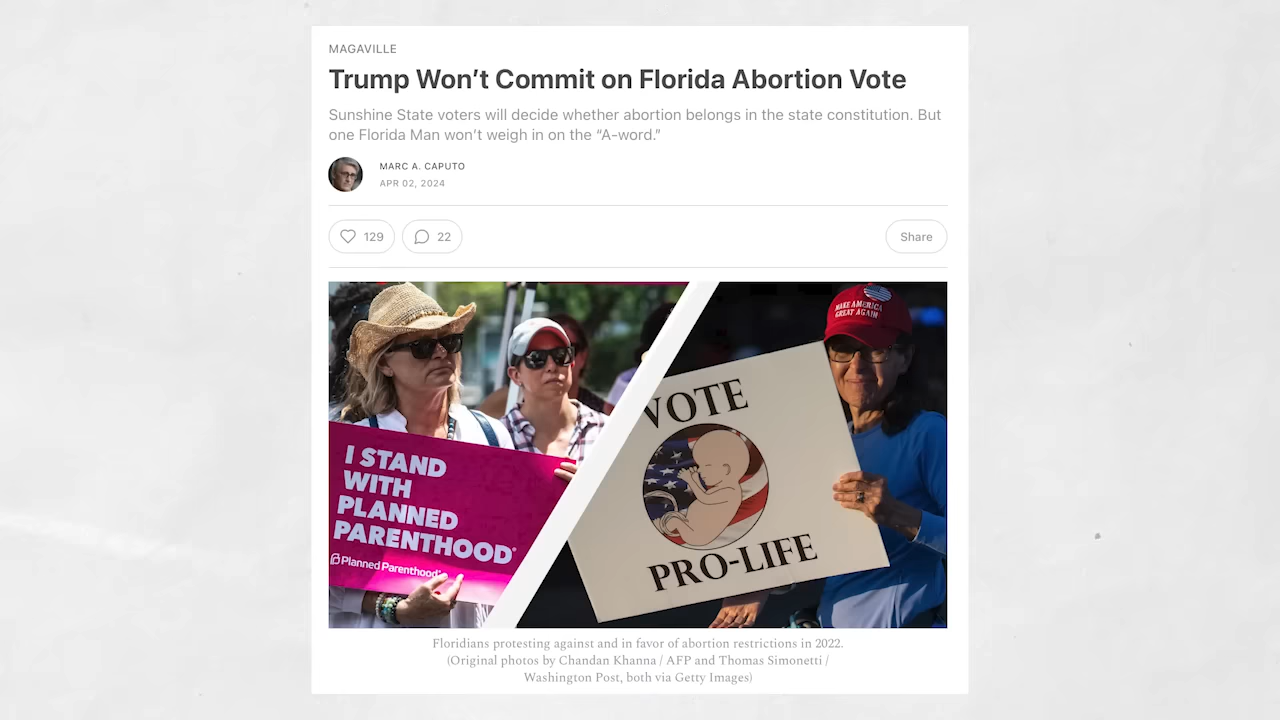 MAGAVILLE
Trump Won’t Commit on Florida Abortion Vote
Sunshine State voters will decide whether abortion belongs in the state constitution. But
one Florida Man won’t weigh in on the “A-word.”
MARC A. CAPUTO
APR 02, 2024
129
22
Share
I STAND
WITH
PLANNED
PARENTHOOD
Planned Parenthood
MAKE AMERICA
GREAT AGAIN
VOTE
PRO-LIFE
Floridians protesting against and in favor of abortion restrictions in 2022.
(Original photos by Chandan Khanna / AFP and Thomas Simonetti /
Washington Post, both via Getty Images)